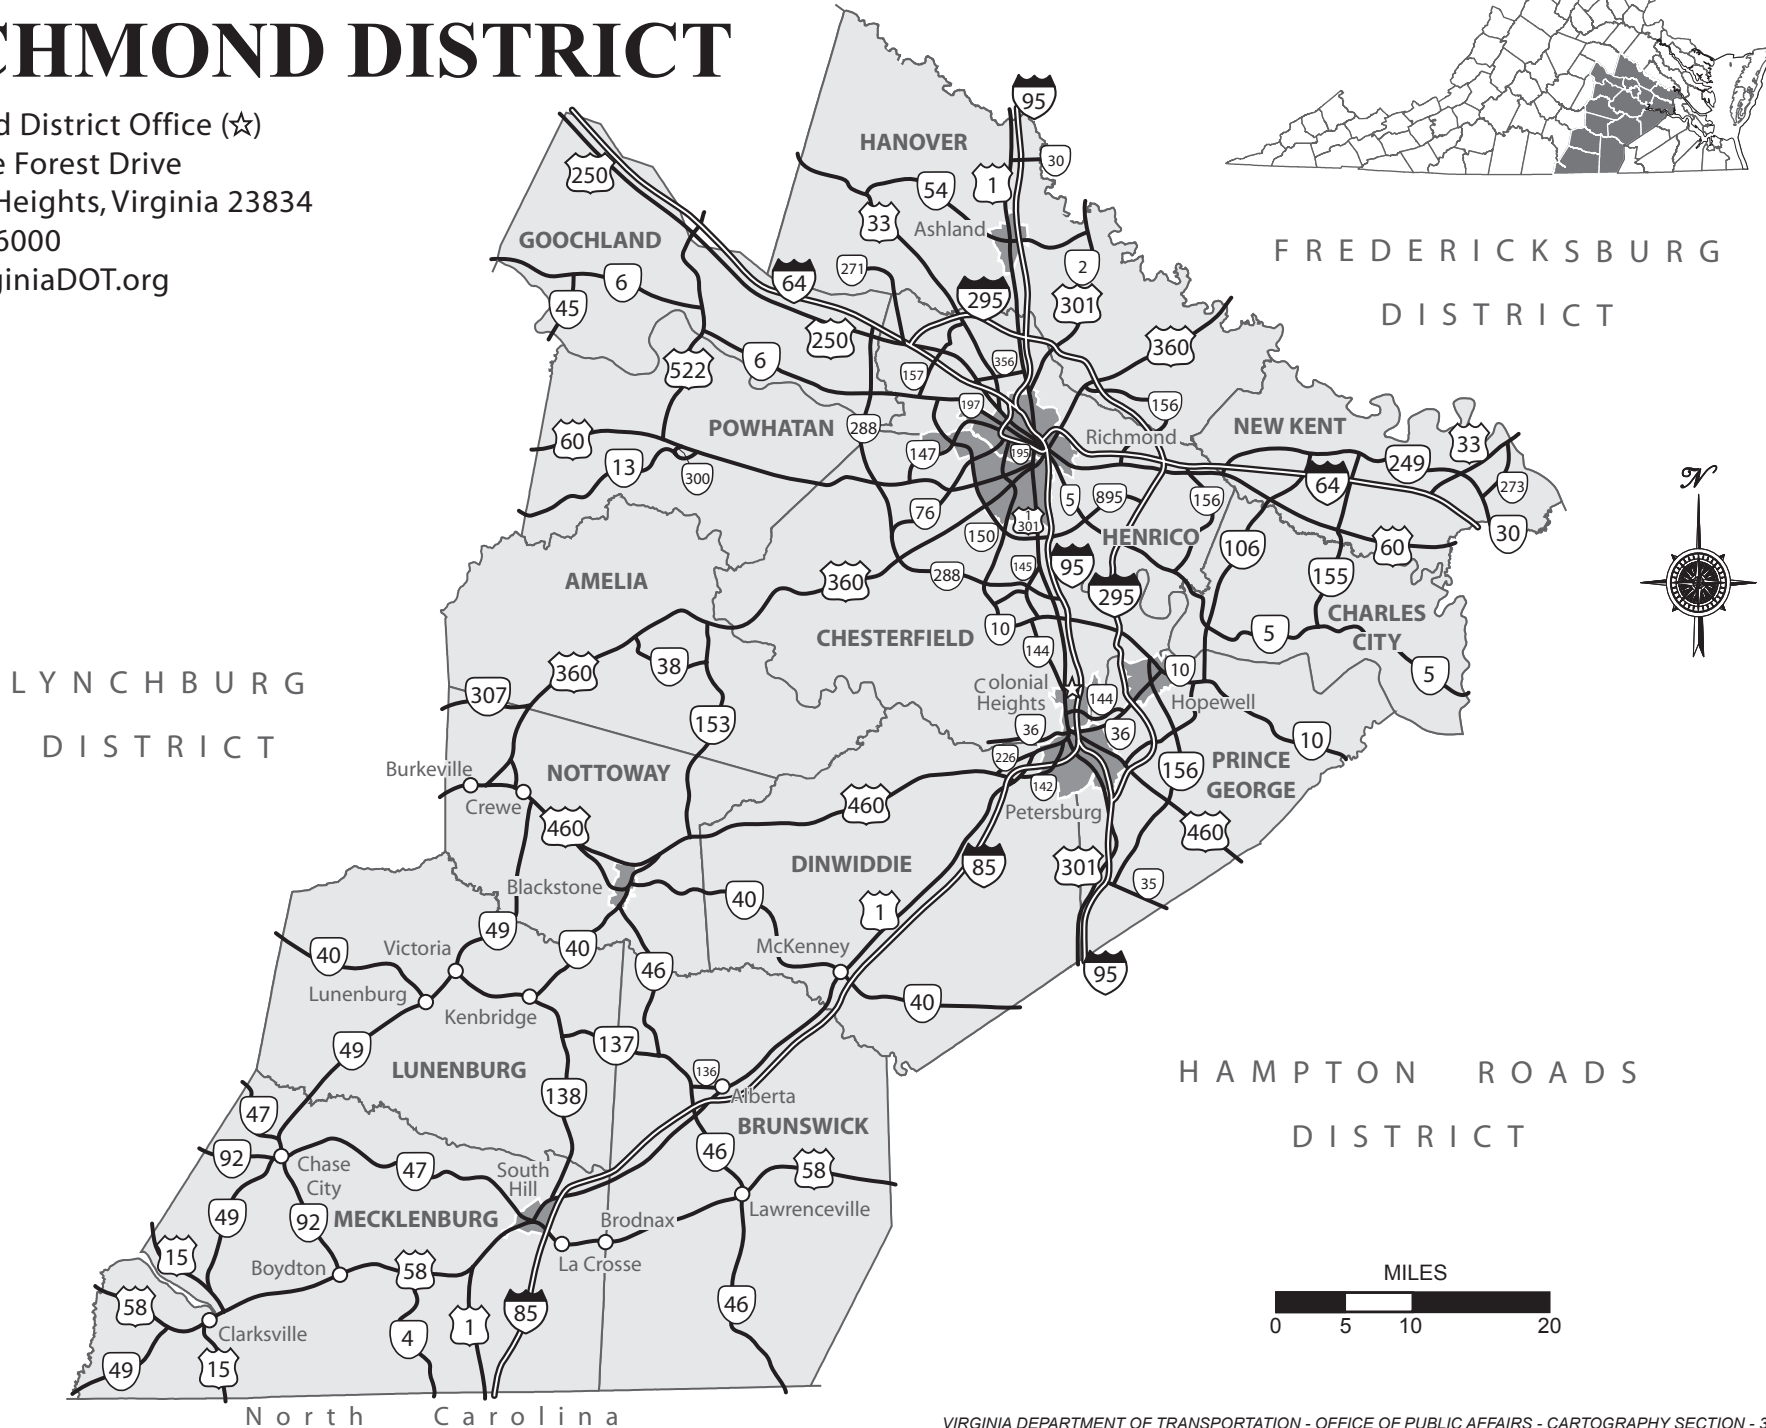 CHMOND DISTRICT
d District Office (☆)
e Forest Drive
Heights, Virginia 23834
6000
giniaDOT.org
FREDERICKSBURG
DISTRICT
LYNCHBURG
DISTRICT
HAMPTON ROADS
DISTRICT
95
HANOVER
30
250
54
1
33
Ashland
GOOCHLAND
2
271
64
6
295
301
45
250
360
522
6
356
157
197
156
POWHATAN
288
NEW KENT
60
Richmond
33
147
195
249
13
300
64
273
5
895
156
76
1
301
30
150
HENRICO
106
60
95
145
360
288
155
AMELIA
295
CHARLES
CITY
10
5
CHESTERFIELD
144
38
360
10
5
Colonial
Heights
307
144
Hopewell
153
36
36
10
226
PRINCE
GEORGE
156
Burkeville
NOTTOWAY
142
Crewe
460
Petersburg
460
460
DINWIDDIE
85
301
35
Blackstone
40
1
49
Victoria
40
McKenney
40
46
95
Lunenburg
40
Kenbridge
49
137
LUNENBURG
136
138
Alberta
47
BRUNSWICK
92
46
Chase
City
47
South
Hill
58
49
92
MECKLENBURG
Lawrenceville
Brodnax
15
Boydton
58
La Crosse
58
85
46
1
4
Clarksville
49
15
North Carolina
N
MILES
0 5 10 20
VIRGINIA DEPARTMENT OF TRANSPORTATION - OFFICE OF PUBLIC AFFAIRS - CARTOGRAPHY SECTION - 3